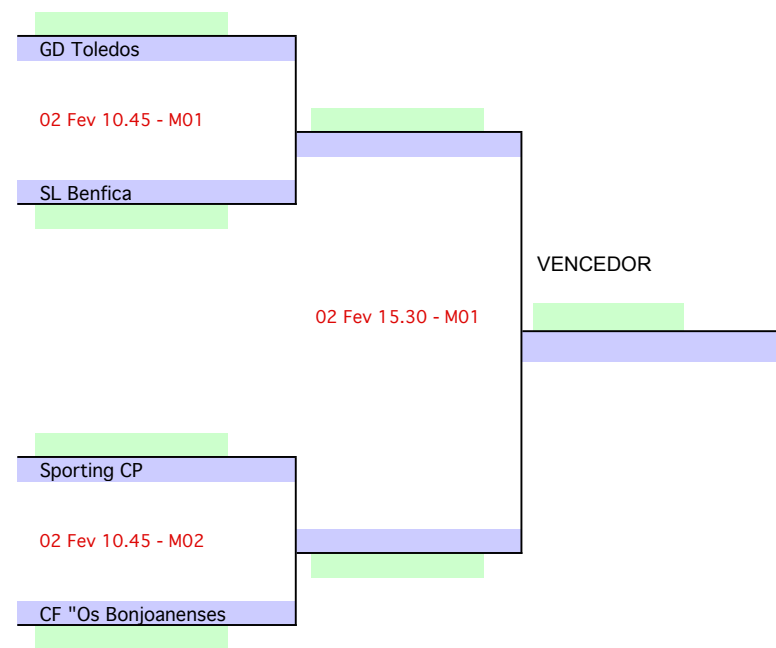 GD Toledos
02 Fev 10.45 - M01
SL Benfica
VENCEDOR
02 Fev 15.30 - M01
Sporting CP
02 Fev 10.45 - M02
CF "Os Bonjoanenses